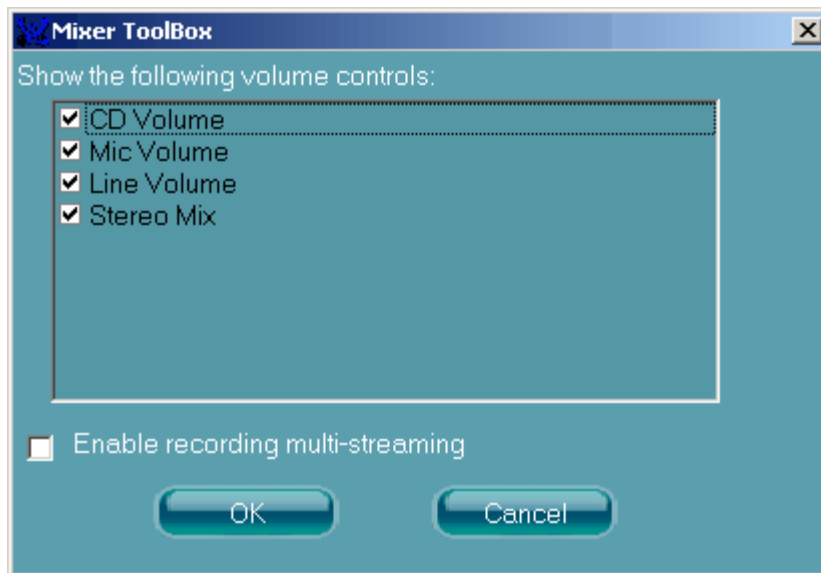 Mixer ToolBox
Show the following volume controls:
CD Volume
Mic Volume
Line Volume
Stereo Mix
Enable recording multi-streaming
OK
Cancel